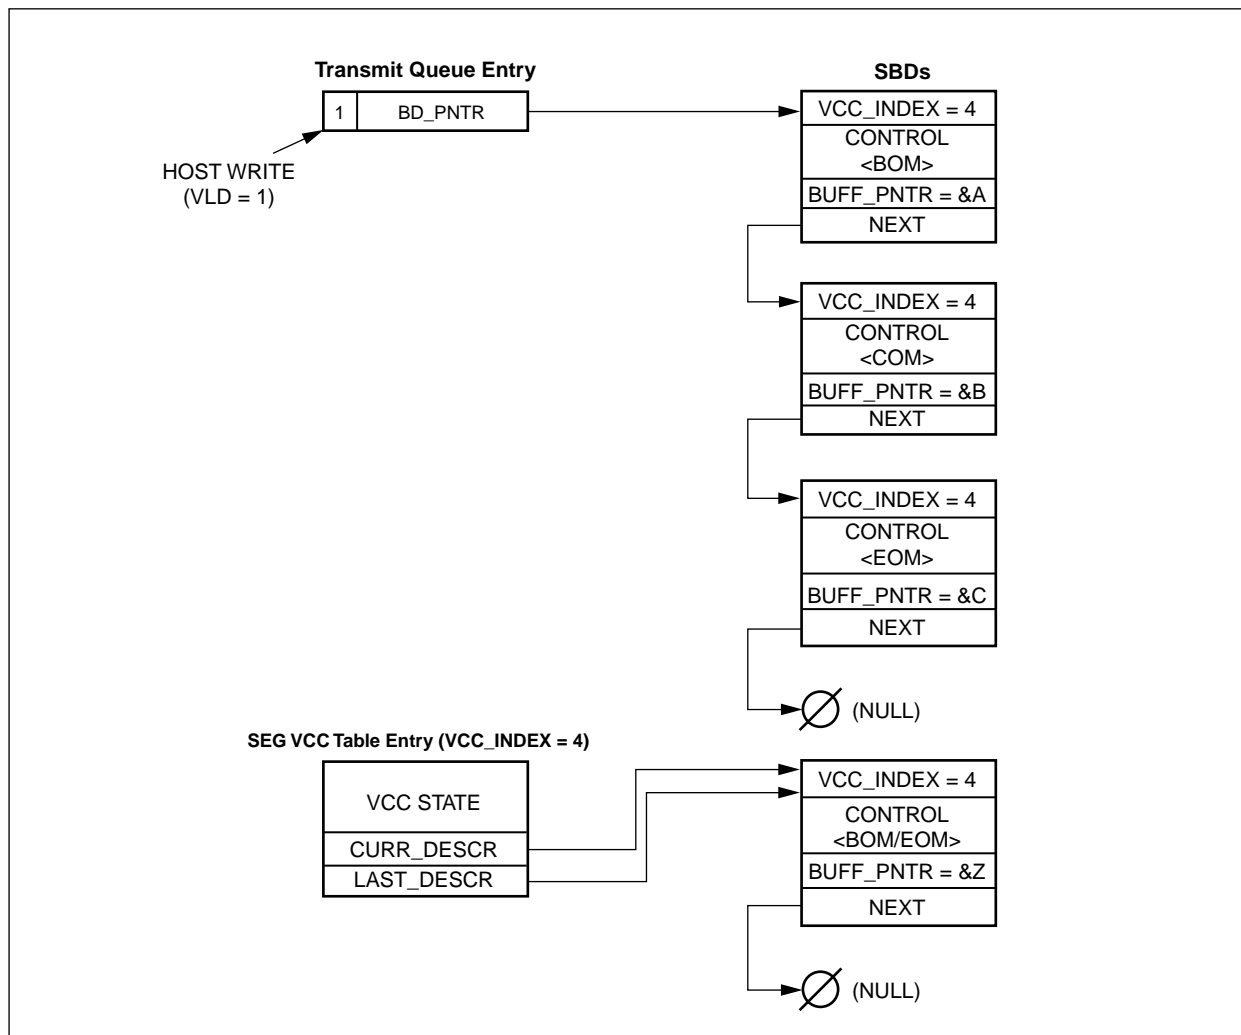 Transmit Queue Entry
SBDs
1 BD_PNTR
HOST WRITE
(VLD = 1)
VCC_INDEX = 4
CONTROL
<BOM>
BUFF_PNTR = &A
NEXT
VCC_INDEX = 4
CONTROL
<COM>
BUFF_PNTR = &B
NEXT
VCC_INDEX = 4
CONTROL
<EOM>
BUFF_PNTR = &C
NEXT
(NULL)
SEG VCC Table Entry (VCC_INDEX = 4)
VCC STATE
CURR_DESCR
LAST_DESCR
VCC_INDEX = 4
CONTROL
<BOM/EOM>
BUFF_PNTR = &Z
NEXT
(NULL)